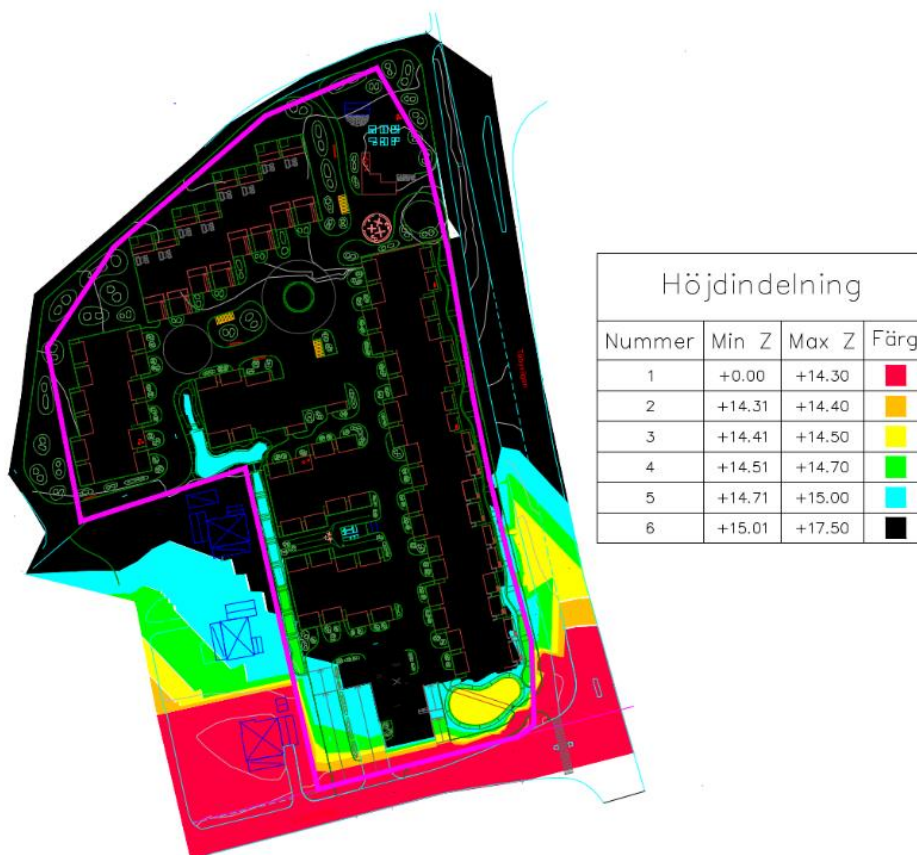 Höjdindelning
Nummer Min Z Max Z Färg
1 +0.00 +14.30
2 +14.31 +14.40
3 +14.41 +14.50
4 +14.51 +14.70
5 +14.71 +15.00
6 +15.01 +17.50